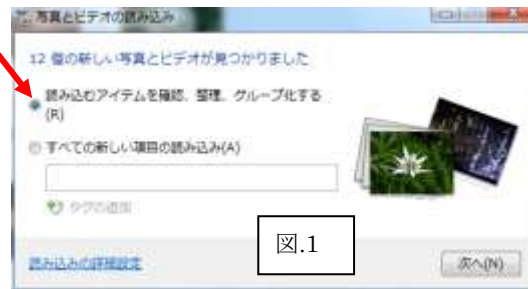 写真とビデオの読み込み
12 個の新しい写真とビデオが見つかりました
読み込むアイテムを確認、整理、グループ化する
(R)
すべての新しい項目の読み込み(A)
タグの追加
図.1
読み込みの詳細設定
次へ(N)